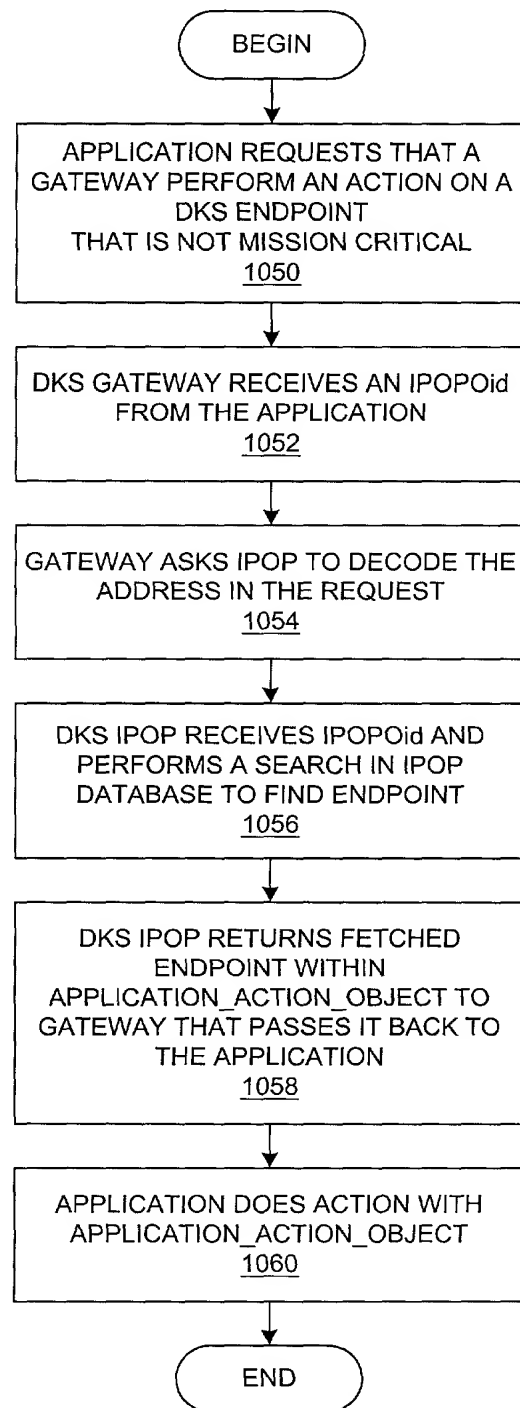 BEGIN
APPLICATION REQUESTS THAT A
GATEWAY PERFORM AN ACTION ON A
DKS ENDPOINT
THAT IS NOT MISSION CRITICAL
1050
DKS GATEWAY RECEIVES AN IPOPOid
FROM THE APPLICATION
1052
GATEWAY ASKS IPOP TO DECODE THE
ADDRESS IN THE REQUEST
1054
DKS IPOP RECEIVES IPOPOid AND
PERFORMS A SEARCH IN IPOP
DATABASE TO FIND ENDPOINT
1056
DKS IPOP RETURNS FETCHED
ENDPOINT WITHIN
APPLICATION_ACTION_OBJECT TO
GATEWAY THAT PASSES IT BACK TO
THE APPLICATION
1058
APPLICATION DOES ACTION WITH
APPLICATION_ACTION_OBJECT
1060
END